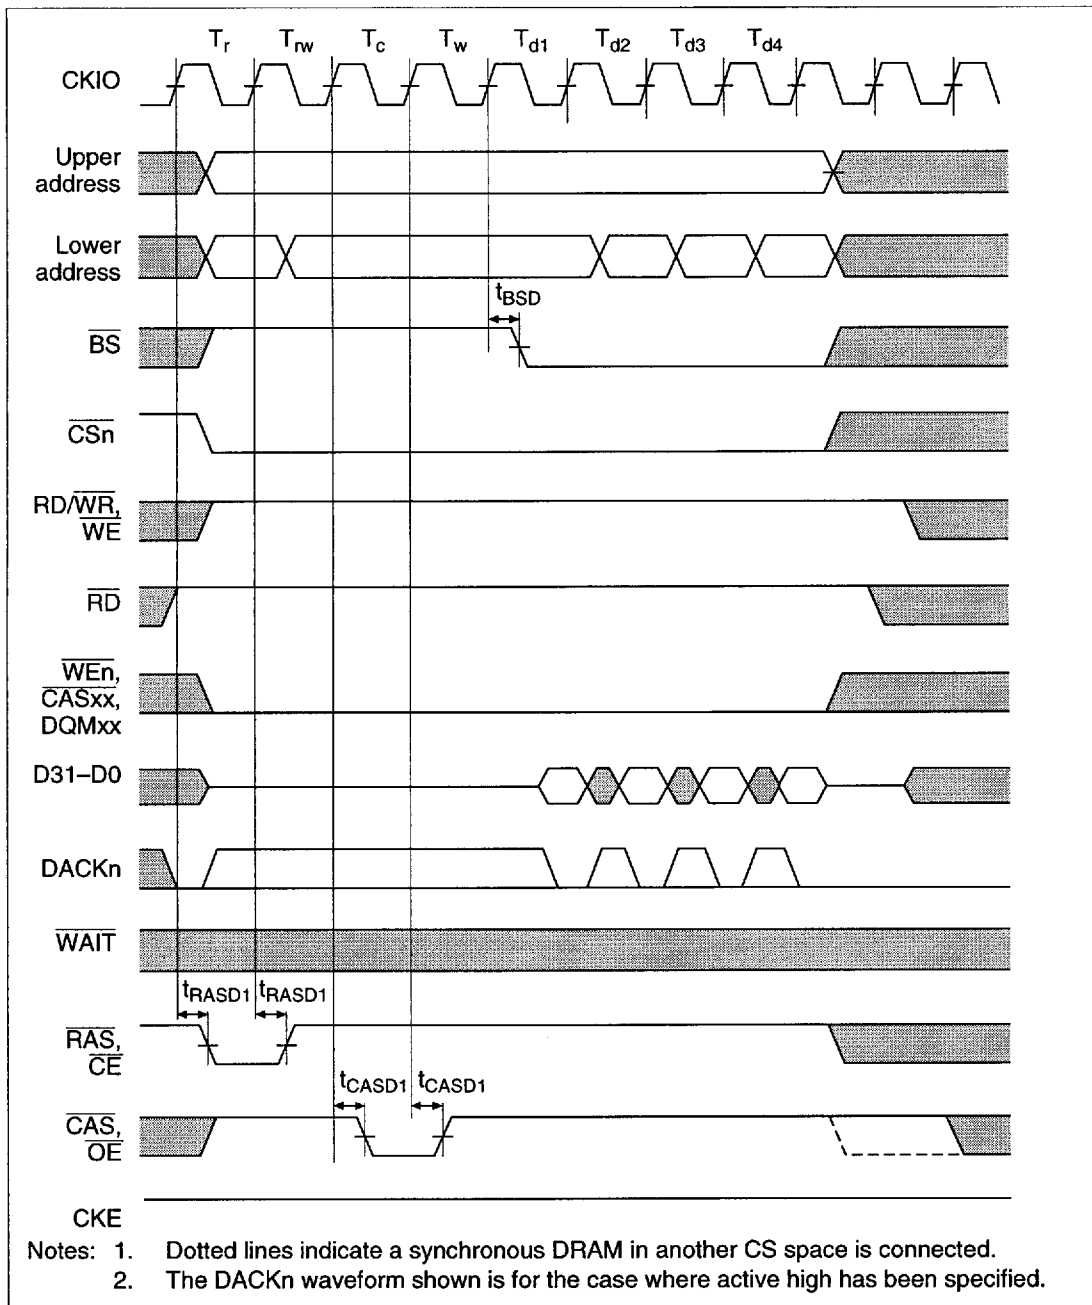 Tr Trw Tc Tw Td1 Td2 Td3 Td4
CKIO
Upper
address
Lower
address
tBSD
BS
CSn
RD/WR,
WE
RD
WEn,
CASxx,
DQMxx
D31–D0
DACKn
WAIT
tRASD1 tRASD1
RAS,
CE
tCASD1 tCASD1
CAS,
OE
CKE
Notes: 1. Dotted lines indicate a synchronous DRAM in another CS space is connected.
2. The DACKn waveform shown is for the case where active high has been specified.